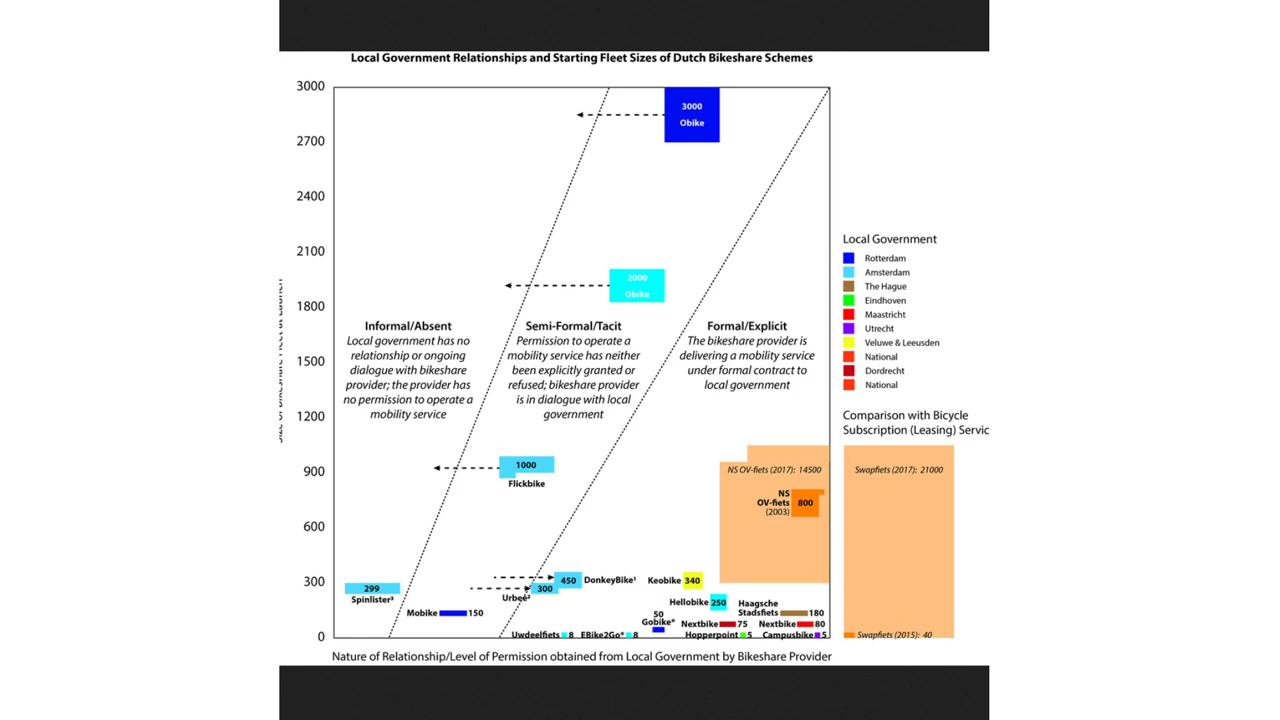 Local Government Relationships and Starting Fleet Sizes of Dutch Bikeshare Schemes
3000
2700
2400
2100
1800
1500
1200
900
600
300
0
3000
Obike
2000
Obike
Informal/Absent
Local government has no
relationship or ongoing
dialogue with bikeshare
provider; the provider has
no permission to operate a
mobility service
Semi-Formal/Tacit
Permission to operate a
mobility service has neither
been explicitly granted or
refused; bikeshare provider
is in dialogue with local
government
Formal/Explicit
The bikeshare provider is
delivering a mobility service
under formal contract to
local government
1000
Flickbike
NS OV-fiets (2017): 14500
NS
OV-fiets
(2003)
800
299
Spinlister³
Mobike 150
450 DonkeyBike¹
300
Urbee²
Keobike 340
Hellobike 250
Haagsche
Stadsfiets 180
50
Gobike*
Nextbike 75
Nextbike 80
Uwdeelfiets 8
EBike2Go* 8
Hopperpoint 5
Campusbike 5
Nature of Relationship/Level of Permission obtained from Local Government by Bikeshare Provider
Local Government
Rotterdam
Amsterdam
The Hague
Eindhoven
Maastricht
Utrecht
Veluwe & Leeusden
National
Dordrecht
National
Comparison with Bicycle
Subscription (Leasing) Servic
Swapfiets (2017): 21000
Swapfiets (2015): 40